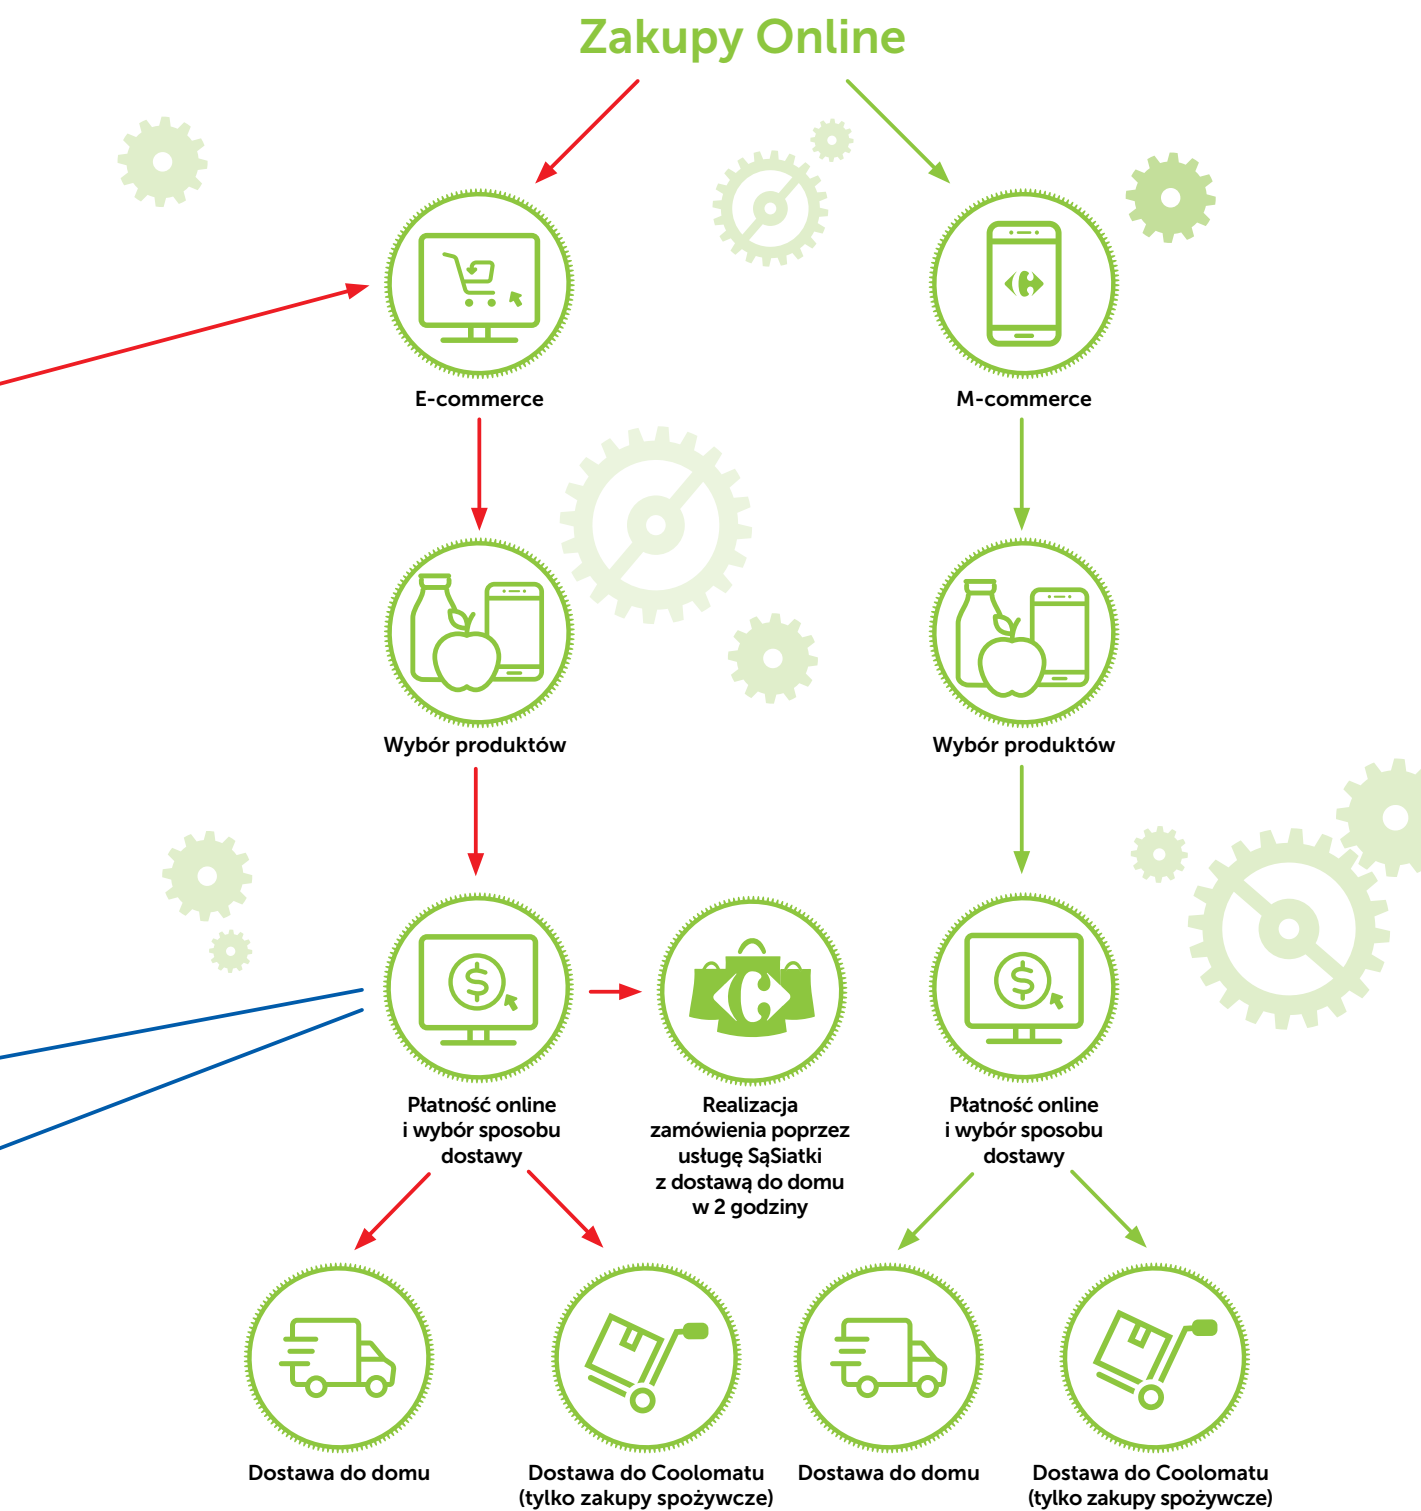 Zakupy Online
E-commerce
M-commerce
Wybór produktów
Wybór produktów
Płatność online
i wybór sposobu
dostawy
Realizacja
zamówienia poprzez
usługę SąSiatki
z dostawą do domu
w 2 godziny
Płatność online
i wybór sposobu
dostawy
Dostawa do domu
Dostawa do Coolomatu
(tylko zakupy spożywcze)
Dostawa do domu
Dostawa do Coolomatu
(tylko zakupy spożywcze)